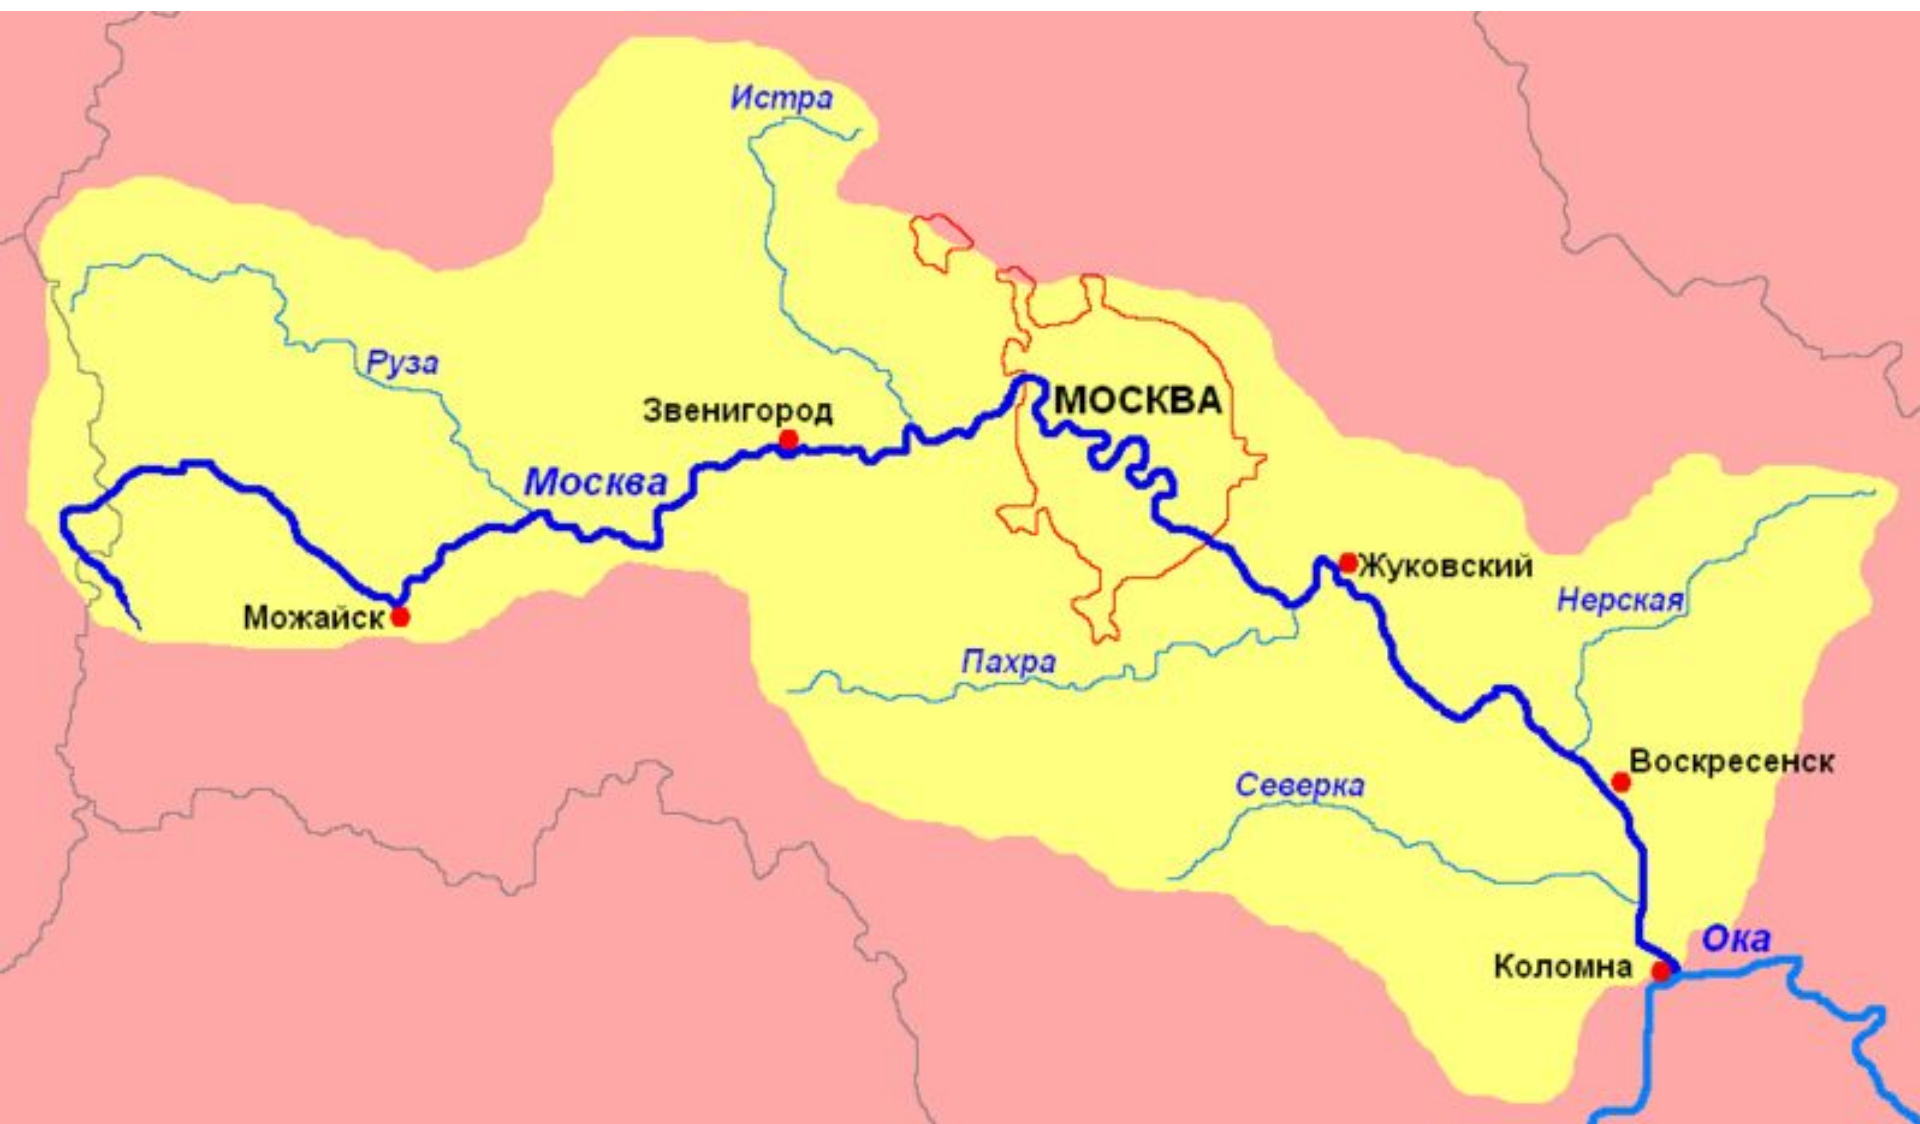 Истра
Руза
Звенигород
МОСКВА
Москва
Жуковский
Нерская
Можайск
Пахра
Воскресенск
Северка
Ока
Коломна